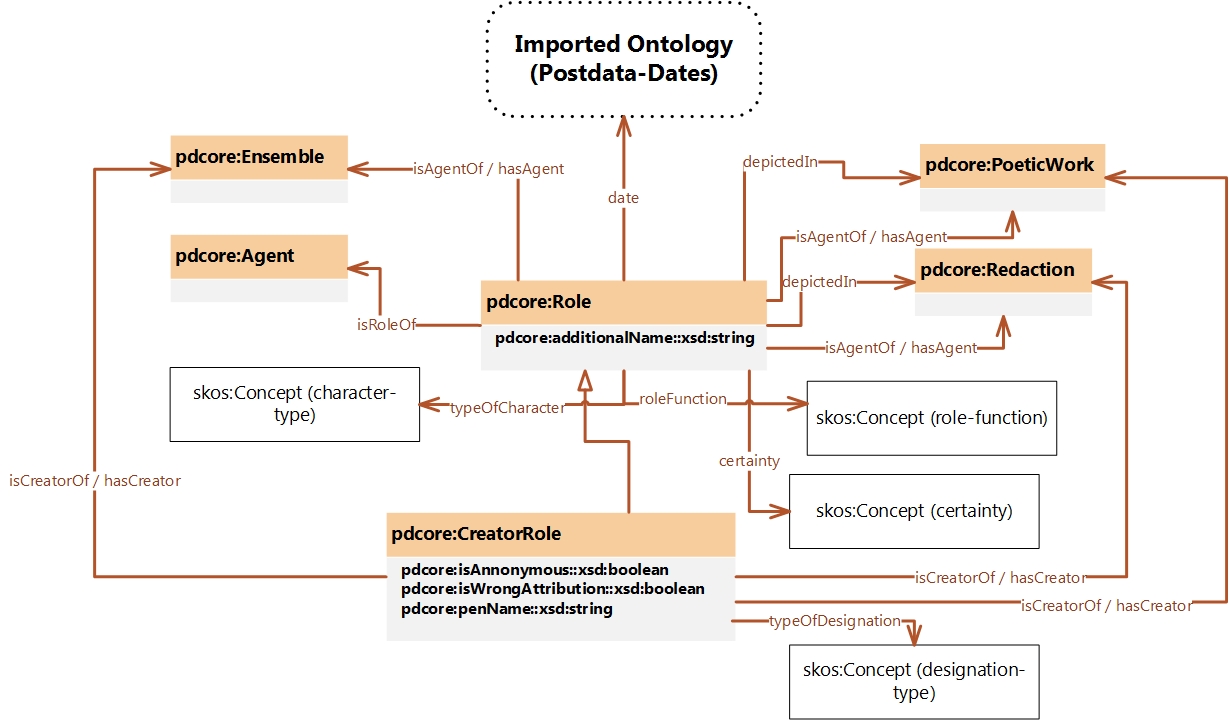 Imported Ontology
(Postdata-Dates)
pdcore:Ensemble
isAgentOf / hasAgent
date
depictedIn
pdcore:PoeticWork
isAgentOf / hasAgent
pdcore:Agent
pdcore:Redaction
depictedIn
pdcore:Role
isRoleOf
pdcore:additionalName::xsd:string
isAgentOf / hasAgent
skos:Concept (character-
type)
typeOfCharacter
roleFunction
skos:Concept (role-function)
certainty
isCreatorOf / hasCreator
skos:Concept (certainty)
pdcore:CreatorRole
pdcore:isAnnonymous::xsd:boolean
pdcore:isWrongAttribution::xsd:boolean
pdcore:penName::xsd:string
isCreatorOf / hasCreator
isCreatorOf / hasCreator
typeOfDesignation
skos:Concept (designation-
type)